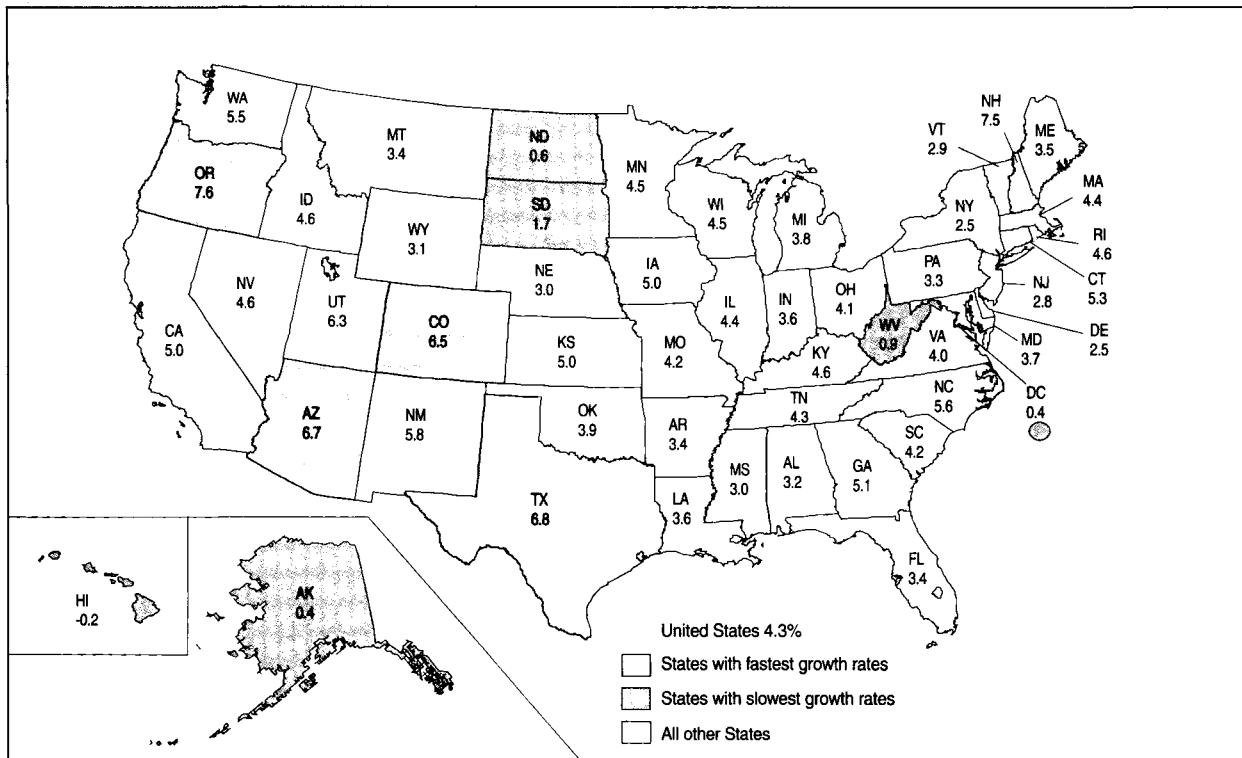 WA
5.5
OR
7.6
ID
4.6
MT
3.4
WY
3.1
ND
0.6
SD
1.7
NE
3.0
MN
4.5
WI
4.5
MI
3.8
IA
5.0
CA
5.0
NV
4.6
UT
6.3
CO
6.5
KS
5.0
MO
4.2
IL
4.4
IN
3.6
OH
4.1
KY
4.6
WV
0.9
PA
3.3
NY
2.5
VT
2.9
NH
7.5
ME
3.5
MA
4.4
RI
4.6
CT
5.3
NJ
2.8
DE
2.5
MD
3.7
DC
0.4
VA
4.0
NC
5.6
SC
4.2
TN
4.3
AZ
6.7
NM
5.8
OK
3.9
AR
3.4
TX
6.8
LA
3.6
MS
3.0
AL
3.2
GA
5.1
FL
3.4
HI
-0.2
AK
0.4
United States 4.3%
States with fastest growth rates
States with slowest growth rates
All other States